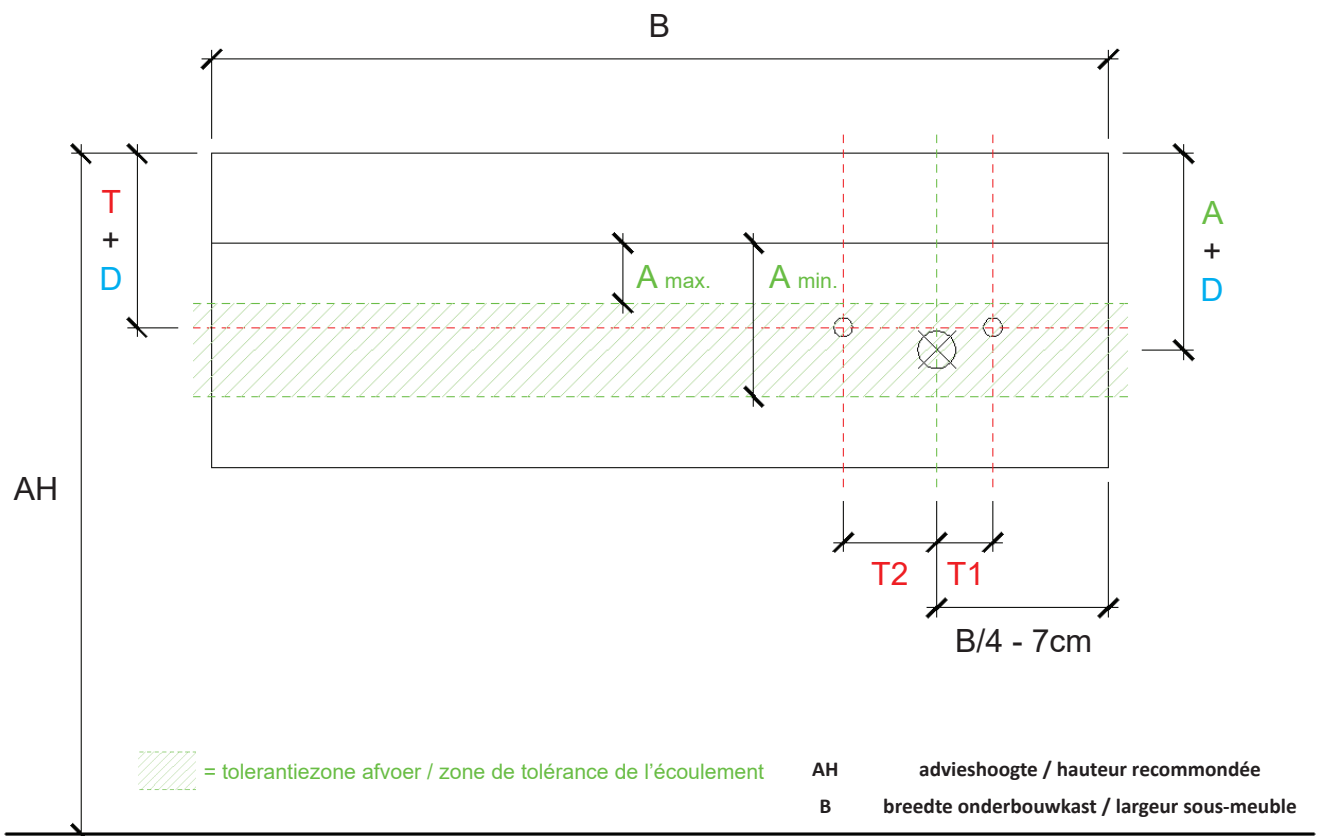 B
T
+
D
A
+
D
A max.
A min.
AH
T2
T1
B/4 - 7cm
= tolerantiezone afvoer / zone de tolérance de l'écoulement
AH advieshoogte / hauteur recommondée
B breedte onderbouwkast / largeur sous-meuble